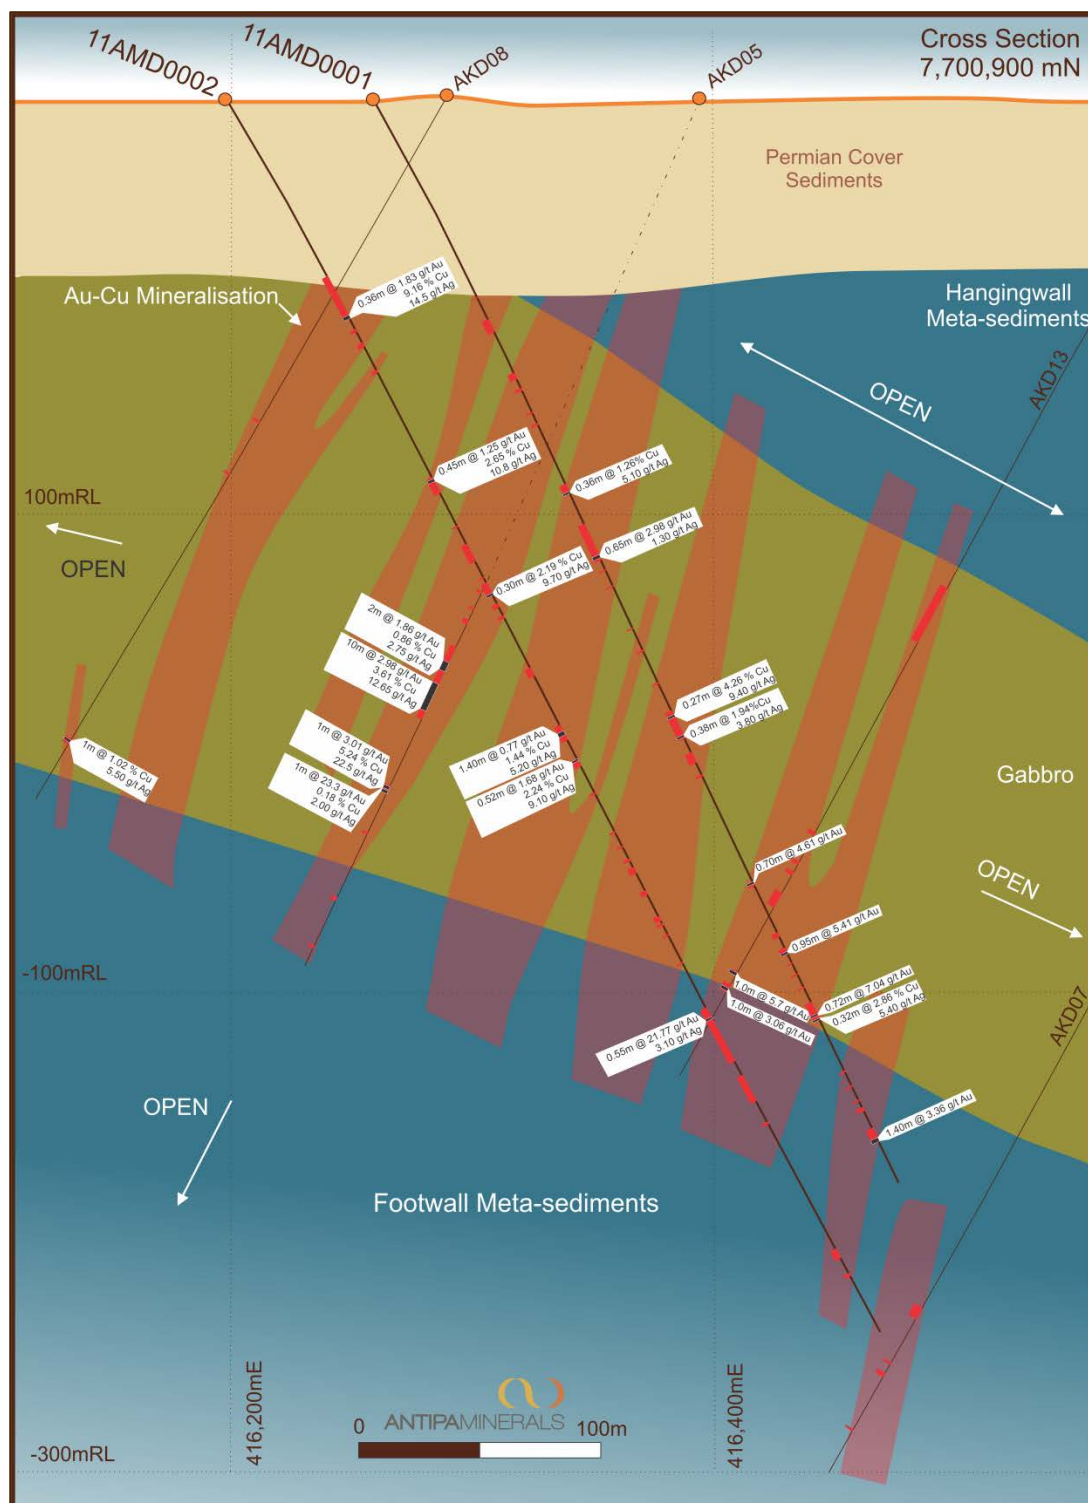 11AMD0002
11AMD0001
AKD08
AKD05
Cross Section
7,700,900 mN
Permian Cover
Sediments
Au-Cu Mineralisation
0.36m @ 1.83 g/t Au
9.16 % Cu
14.5 g/t Ag
Hangingwall
Meta-sediments
AKD13
OPEN
0.45m @ 1.25 g/t Au
2.65 % Cu
10.8 g/t Ag
0.36m @ 1.26% Cu
5.10 g/t Ag
100mRL
OPEN
0.65m @ 2.98 g/t Au
1.30 g/t Ag
0.30m @ 2.19 % Cu
9.70 g/t Ag
2m @ 1.86 g/t Au
0.86 % Cu
2.75 g/t Ag
10m @ 2.98 g/t Au
3.61 % Cu
12.65 g/t Ag
0.27m @ 4.26 % Cu
9.40 g/t Ag
0.38m @ 1.94%Cu
3.80 g/t Ag
1m @ 1.02 % Cu
5.50 g/t Ag
1m @ 3.01 g/t Au
5.24 % Cu
22.5 g/t Ag
1m @ 23.3 g/t Au
0.18 % Cu
2.00 g/t Ag
1.40m @ 0.77 g/t Au
1.44 % Cu
5.20 g/t Ag
0.52m @ 1.68 g/t Au
2.24 % Cu
9.10 g/t Ag
Gabbro
0.70m @ 4.61 g/t Au
OPEN
0.95m @ 5.41 g/t Au
-100mRL
1.0m @ 5.7 g/t Au
1.0m @ 3.06 g/t Au
0.72m @ 7.04 g/t Au
0.32m @ 2.86 % Cu
5.40 g/t Ag
AKD07
0.55m @ 21.77 g/t Au
3.10 g/t Ag
OPEN
1.40m @ 3.36 g/t Au
Footwall Meta-sediments
416,200mE
416,400mE
ANTIPAMINERALS
0
100m
-300mRL